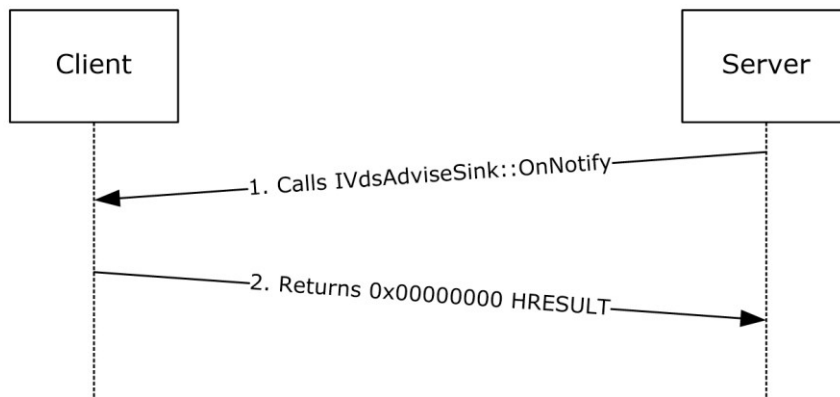 Client
Server
1. Calls IVdsAdviseSink::OnNotify
2. Returns 0x00000000 HRESULT